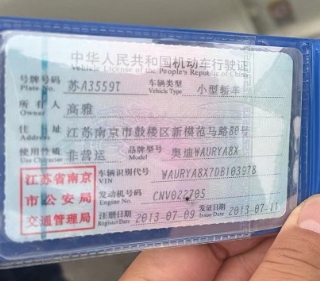 中华人民共和国机动车行驶证
Vehicle License of the People's Republic of China
号牌号码 苏A3559T 车辆类型 小型轿车
Plate No. Vehicle Type
所有人 高雅
Owner
住址 江苏南京市鼓楼区新模范马路80号
Address
使用性质 非营运 品牌型号 奥迪WAURYA8X
Use Character Model
江苏省南京 车辆识别代号 WAURYA8X7DB103978
VIN
市公安局 发动机号码 CNV022795
Engine No.
交通管理局 注册日期 2013-07-09 发证日期 2013-07-11
Register Date Issue Date